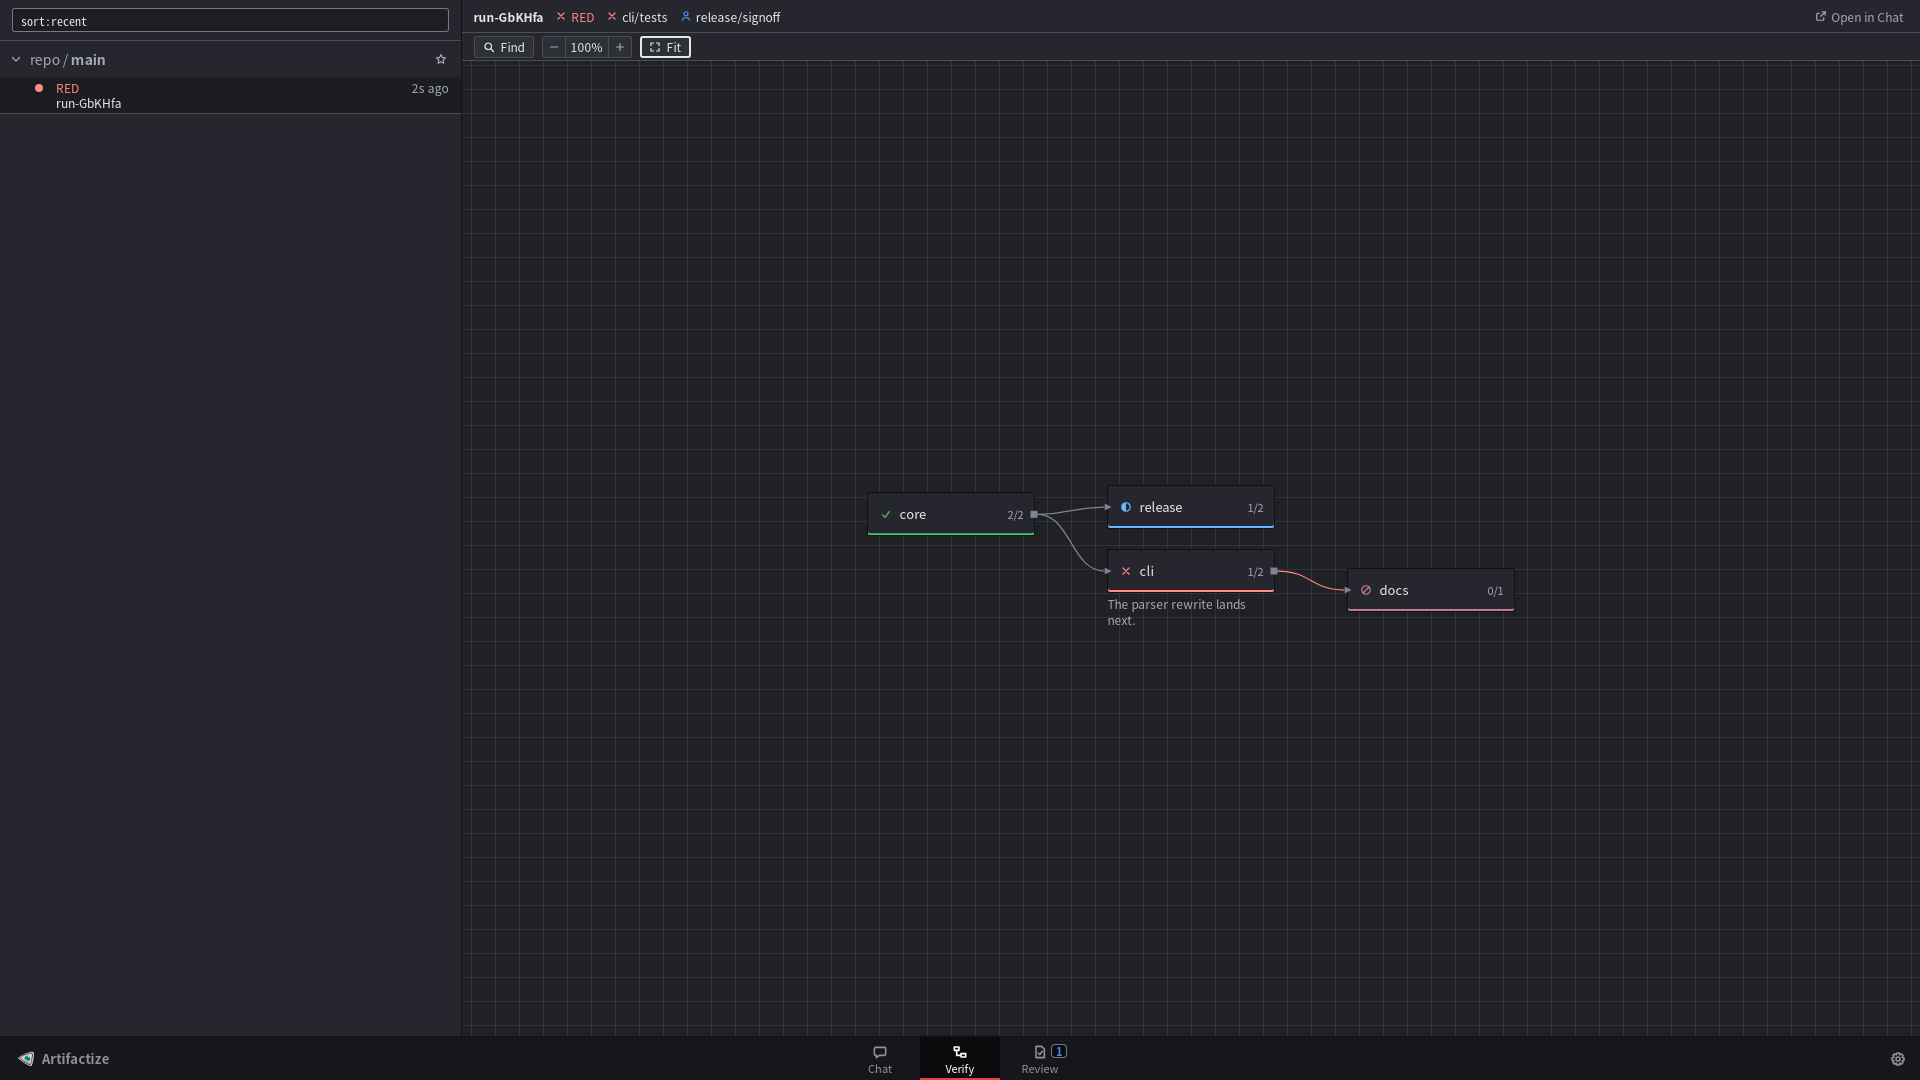 sort:recent
repo / main
RED
2s ago
run-GbKHfa
run-GbKHfa RED cli/tests release/signoff
Open in Chat
Find
100%
Fit
core 2/2
release 1/2
cli 1/2
The parser rewrite lands
next.
docs 0/1
Artifactize
Chat
Verify
Review
1